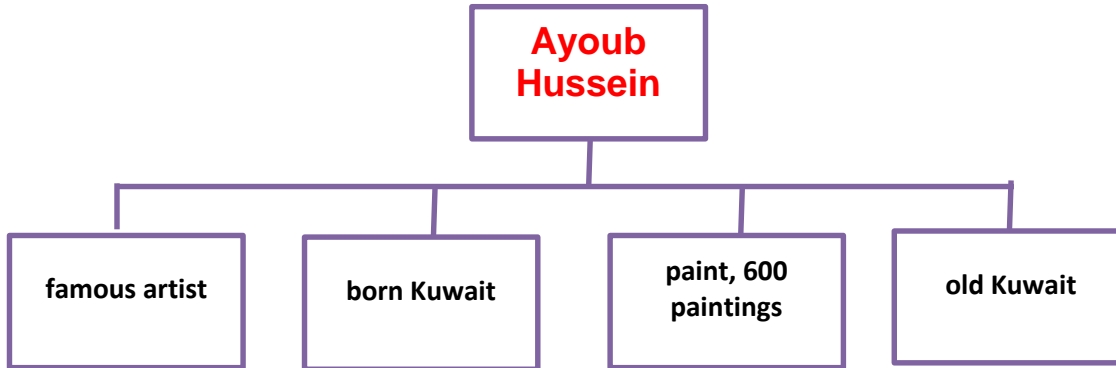 Ayoub
Hussein
famous artist
born Kuwait
paint, 600
paintings
old Kuwait